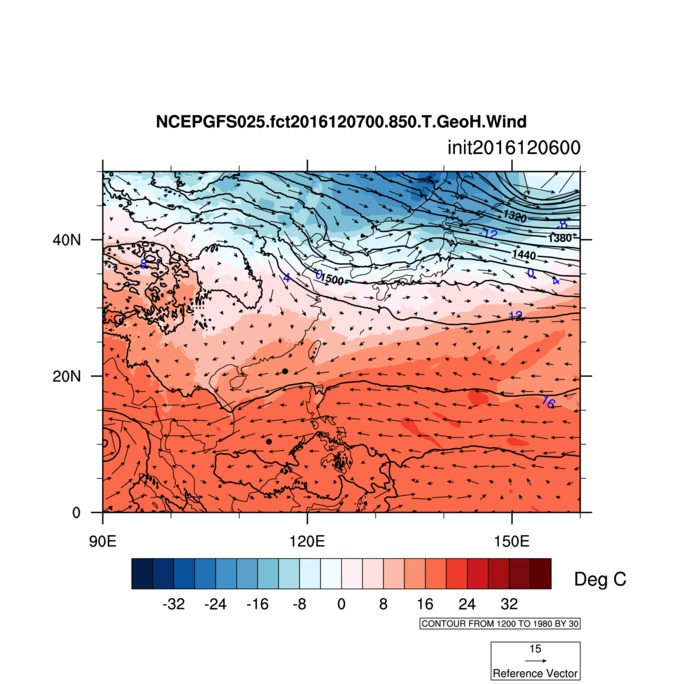 NCEPGFS025.fct2016120700.850.T.GeoH.Wind
init2016120600
40N
20N
0
90E 120E 150E
1320
-8
-12
1380
1440
8
4
0
1500
0
4
12
16
-32 -24 -16 -8 0 8 16 24 32
Deg C
CONTOUR FROM 1200 TO 1980 BY 30
15
Reference Vector